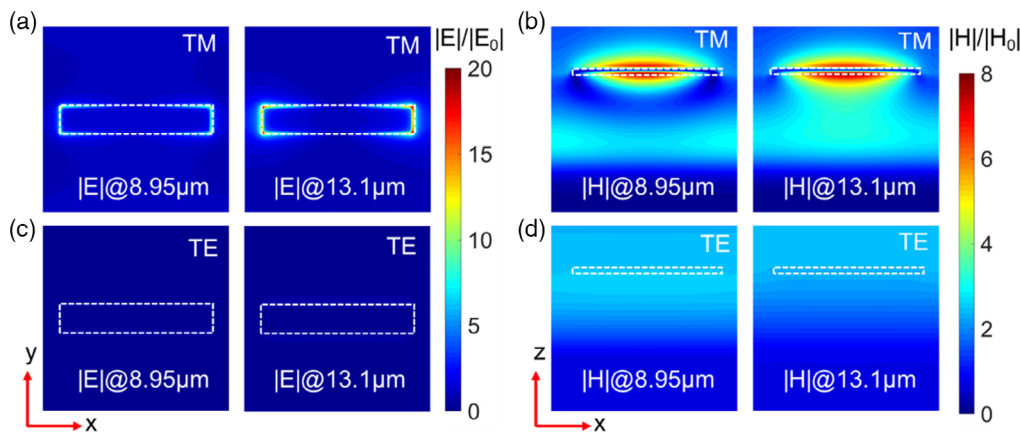 (a)
TM
TM
|E|/|E₀|
20
15
10
5
0
|E|@8.95μm
|E|@13.1μm
(b)
TM
TM
|H|/|H₀|
8
6
4
2
0
|H|@8.95μm
|H|@13.1μm
(c)
TE
TE
y
x
|E|@8.95μm
|E|@13.1μm
(d)
TE
TE
z
x
|H|@8.95μm
|H|@13.1μm